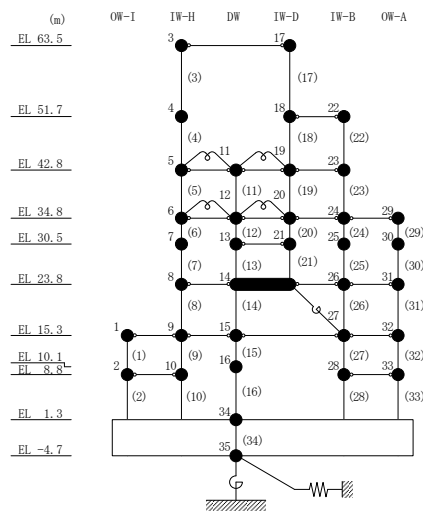 (m) OW-I IW-H DW IW-D IW-B OW-A
EL 63.5 3 17
(3) (17)
EL 51.7 4 18 22
(4) (18) (22)
11 19
EL 42.8 5 23
(5) (11) (19) (23)
12 20
EL 34.8 6 24 29
(6) (12) (20) (24) (29)
EL 30.5 7 13 21 25 30
(7) (13) (21) (25) (30)
EL 23.8 8 14 26 31
(8) (14) (26) (31)
27
EL 15.3 1 9 15 32
(1) (9) (15) (27) (32)
EL 10.1 16
EL 8.8 2 10 28 33
(2) (10) (16) (28) (33)
EL 1.3 34
(34)
EL -4.7 35